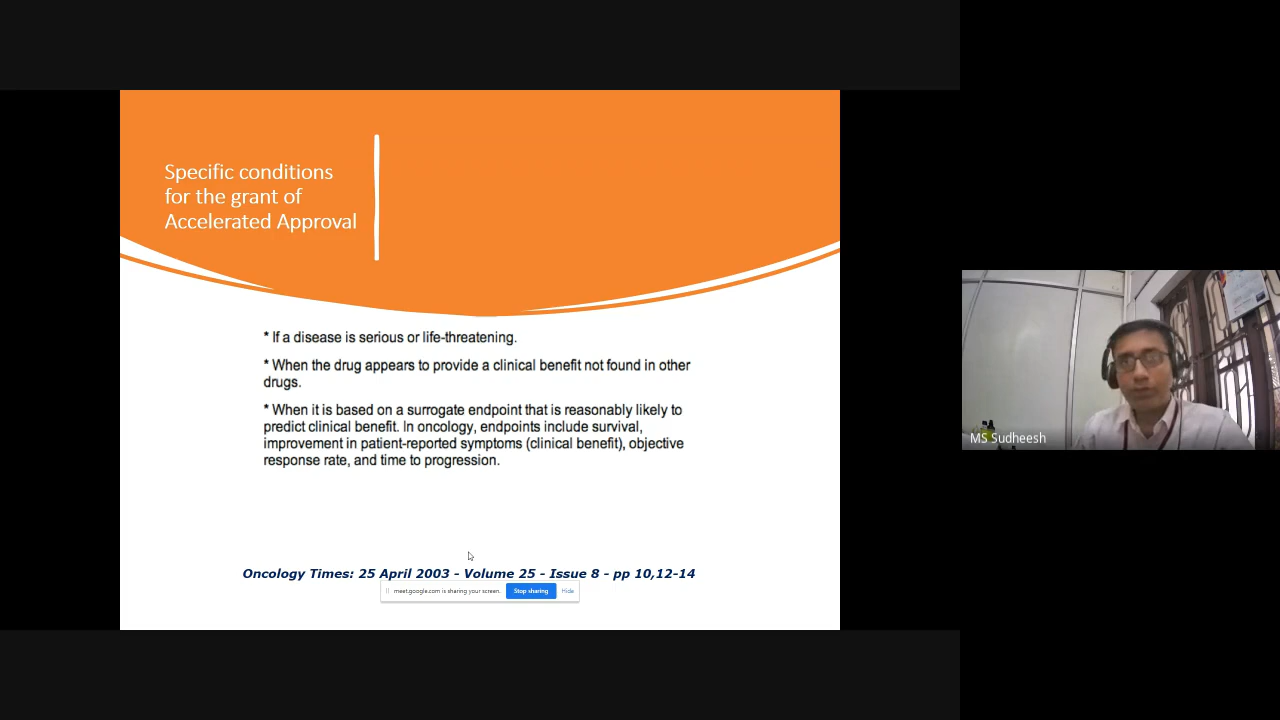 Specific conditions
for the grant of
Accelerated Approval
* If a disease is serious or life-threatening.
* When the drug appears to provide a clinical benefit not found in other
drugs.
* When it is based on a surrogate endpoint that is reasonably likely to
predict clinical benefit. In oncology, endpoints include survival,
improvement in patient-reported symptoms (clinical benefit), objective
response rate, and time to progression.
Oncology Times: 25 April 2003 - Volume 25 - Issue 8 - pp 10,12-14
meet.google.com is sharing your screen.
Stop sharing
Hide
MS Sudheesh